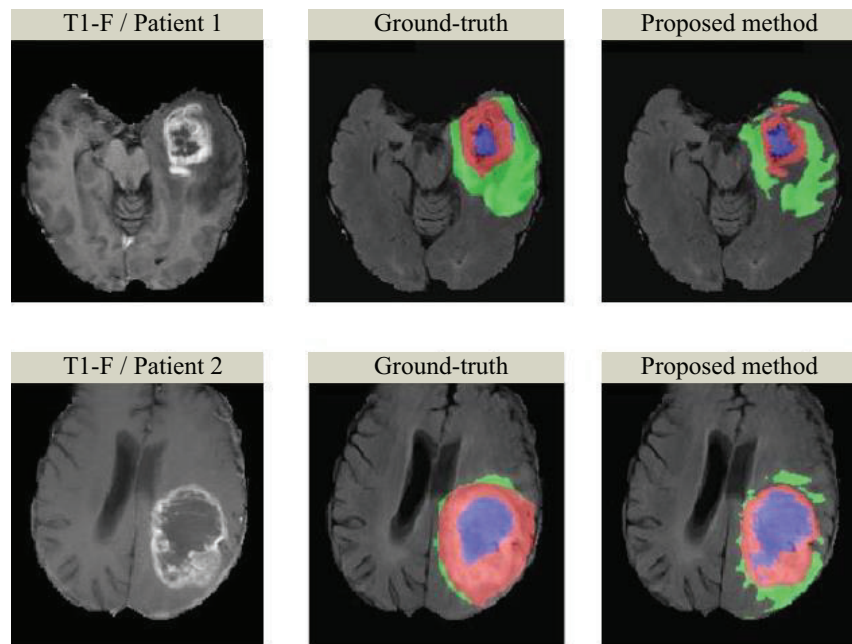 T1-F / Patient 1
Ground-truth
Proposed method
T1-F / Patient 2
Ground-truth
Proposed method